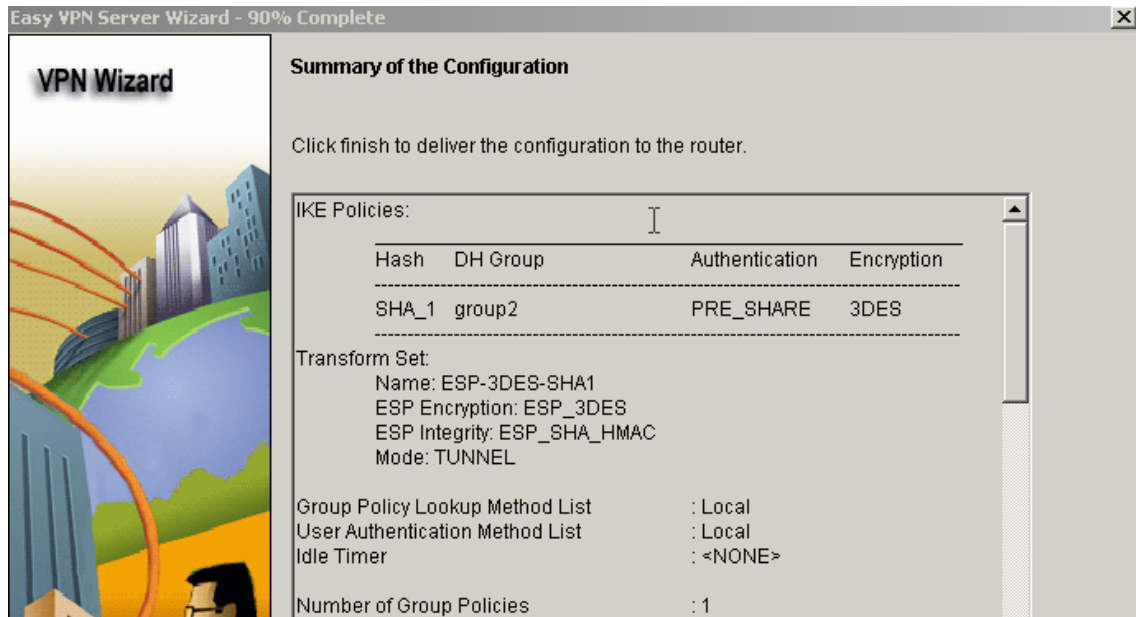 Easy VPN Server Wizard - 90% Complete
VPN Wizard
Summary of the Configuration
Click finish to deliver the configuration to the router.
IKE Policies:
Hash DH Group Authentication Encryption
SHA_1 group2 PRE_SHARE 3DES
Transform Set:
Name: ESP-3DES-SHA1
ESP Encryption: ESP_3DES
ESP Integrity: ESP_SHA_HMAC
Mode: TUNNEL
Group Policy Lookup Method List : Local
User Authentication Method List : Local
Idle Timer : <NONE>
Number of Group Policies : 1